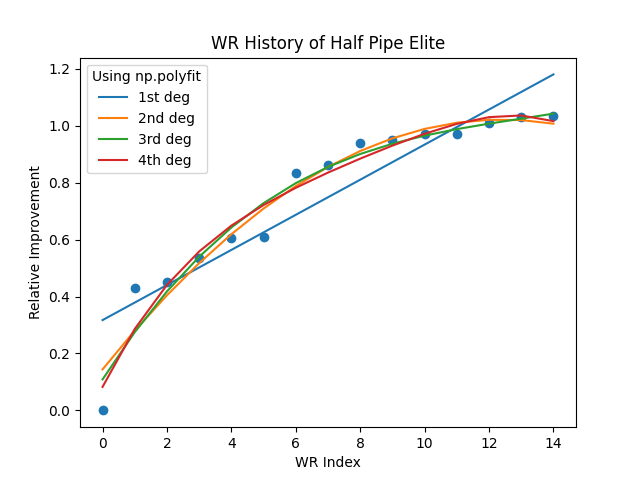 WR History of Half Pipe Elite
Using np.polyfit
1st deg
2nd deg
3rd deg
4th deg
Relative Improvement
1.2
1.0
0.8
0.6
0.4
0.2
0.0
0 2 4 6 8 10 12 14
WR Index